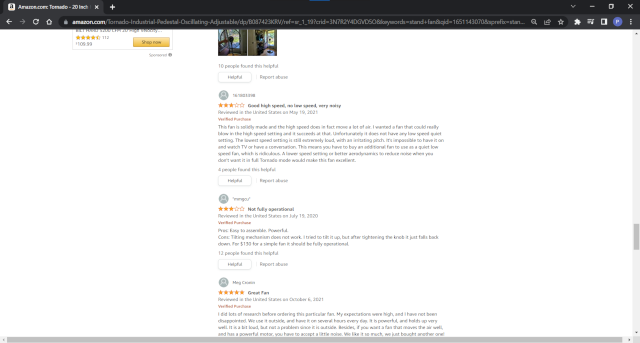 Amazon.com: Tornado - 20 Inch
amazon.com/Tornado-Industrial-Pedestal-Oscillating-Adjustable/dp/
112
$109.99
Shop now
Sponsored
10 people found this helpful
Helpful
Report abuse
Good high speed, no low speed, very noisy
Reviewed in the United States on May 19, 2021
Verified Purchase
This fan is solidly made and the high speed does in fact move a lot of air. I wanted a fan that could really
blow in the high speed setting and it succeeds at that. Unfortunately it does not have any low speed quiet
setting. The lowest speed setting is still extremely loud, with an irritating pitch. It's impossible to have it on
and watch TV or have a conversation. This means you have to buy an additional fan to use as a quiet low
speed fan, which is ridiculous. A lower speed setting or better aerodynamics to reduce noise when you
don't want it in full Tornado mode would make this fan excellent.
4 people found this helpful
Helpful
Report abuse
Not fully operational.
Reviewed in the United States on July 19, 2020
Verified Purchase
Pros: Easy to assemble. Powerful.
Cons: Tilting mechanism does not work. I tried to tilt it up, but after tightening the knob it just falls back
down. For $130 for a simple fan it should be fully operational.
12 people found this helpful
Helpful
Report abuse
Meg Cronin
Great Fan
Reviewed in the United States on October 6, 2021
Verified Purchase
I did lots of research before ordering this particular fan. My expectations were high, and I have not been
disappointed. We use it outside, and have it on several hours every day. It is powerful, and holds up very
well. It is a bit loud, but not a problem since it is outside. Besides, if you want a fan that moves the air well,
and has a powerful motor, you have to accept a little noise. We like it so much, we just bought another one!